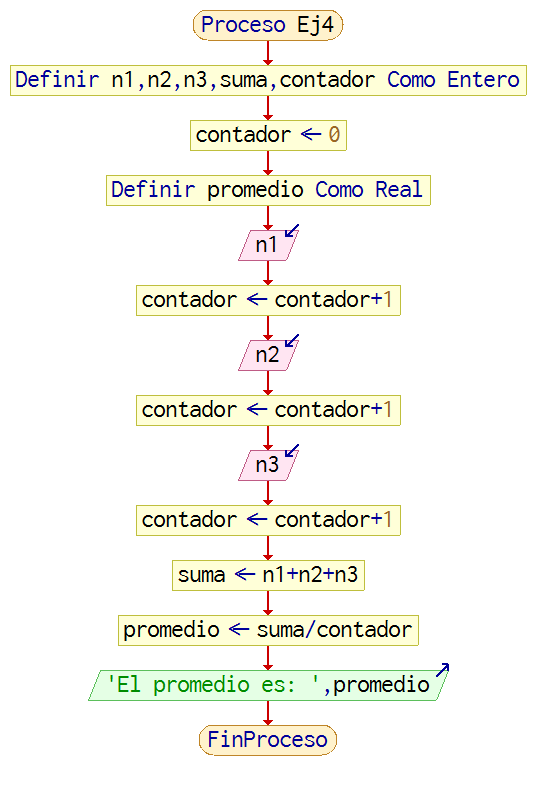 Proceso Ej4
Definir n1,n2,n3,suma,contador Como Entero
contador ← 0
Definir promedio Como Real
n1
contador ← contador+1
n2
contador ← contador+1
n3
contador ← contador+1
suma ← n1+n2+n3
promedio ← suma/contador
'El promedio es: ',promedio
FinProceso